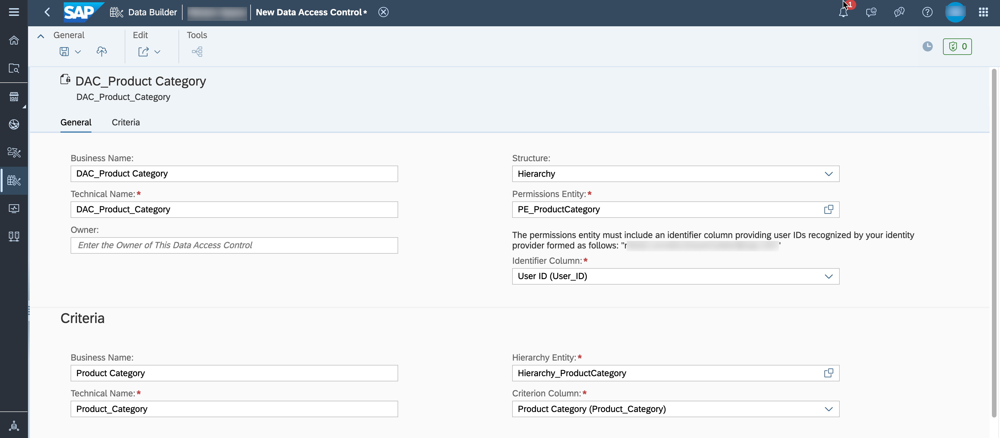 SAP Data Builder New Data Access Control* 1
General Edit Tools
0
DAC_Product Category
DAC_Product_Category
General Criteria
Business Name:
DAC_Product Category
Technical Name:*
DAC_Product_Category
Owner:
Enter the Owner of This Data Access Control
Structure:
Hierarchy
Permissions Entity:*
PE_ProductCategory
The permissions entity must include an identifier column providing user IDs recognized by your identity
provider formed as follows: "
Identifier Column:*
User ID (User_ID)
Criteria
Business Name:
Product Category
Technical Name:*
Product_Category
Hierarchy Entity:*
Hierarchy_ProductCategory
Criterion Column:*
Product Category (Product_Category)